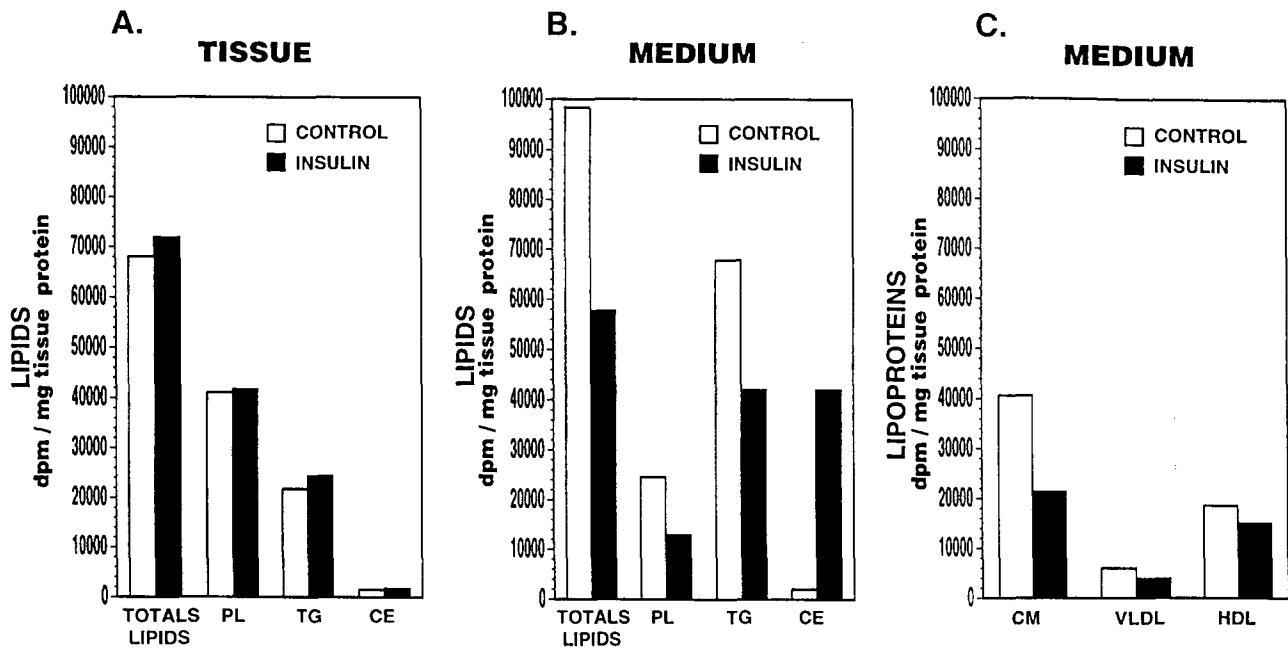 A.
TISSUE
LIPIDS
dpm / mg tissue protein
100000
90000
80000
70000
60000
50000
40000
30000
20000
10000
0
CONTROL
INSULIN
TOTALS LIPIDS
PL
TG
CE
B.
MEDIUM
LIPIDS
dpm / mg tissue protein
100000
90000
80000
70000
60000
50000
40000
30000
20000
10000
0
CONTROL
INSULIN
TOTALS LIPIDS
PL
TG
CE
C.
MEDIUM
LIPOPROTEINS
dpm / mg tissue protein
100000
90000
80000
70000
60000
50000
40000
30000
20000
10000
0
CONTROL
INSULIN
CM
VLDL
HDL